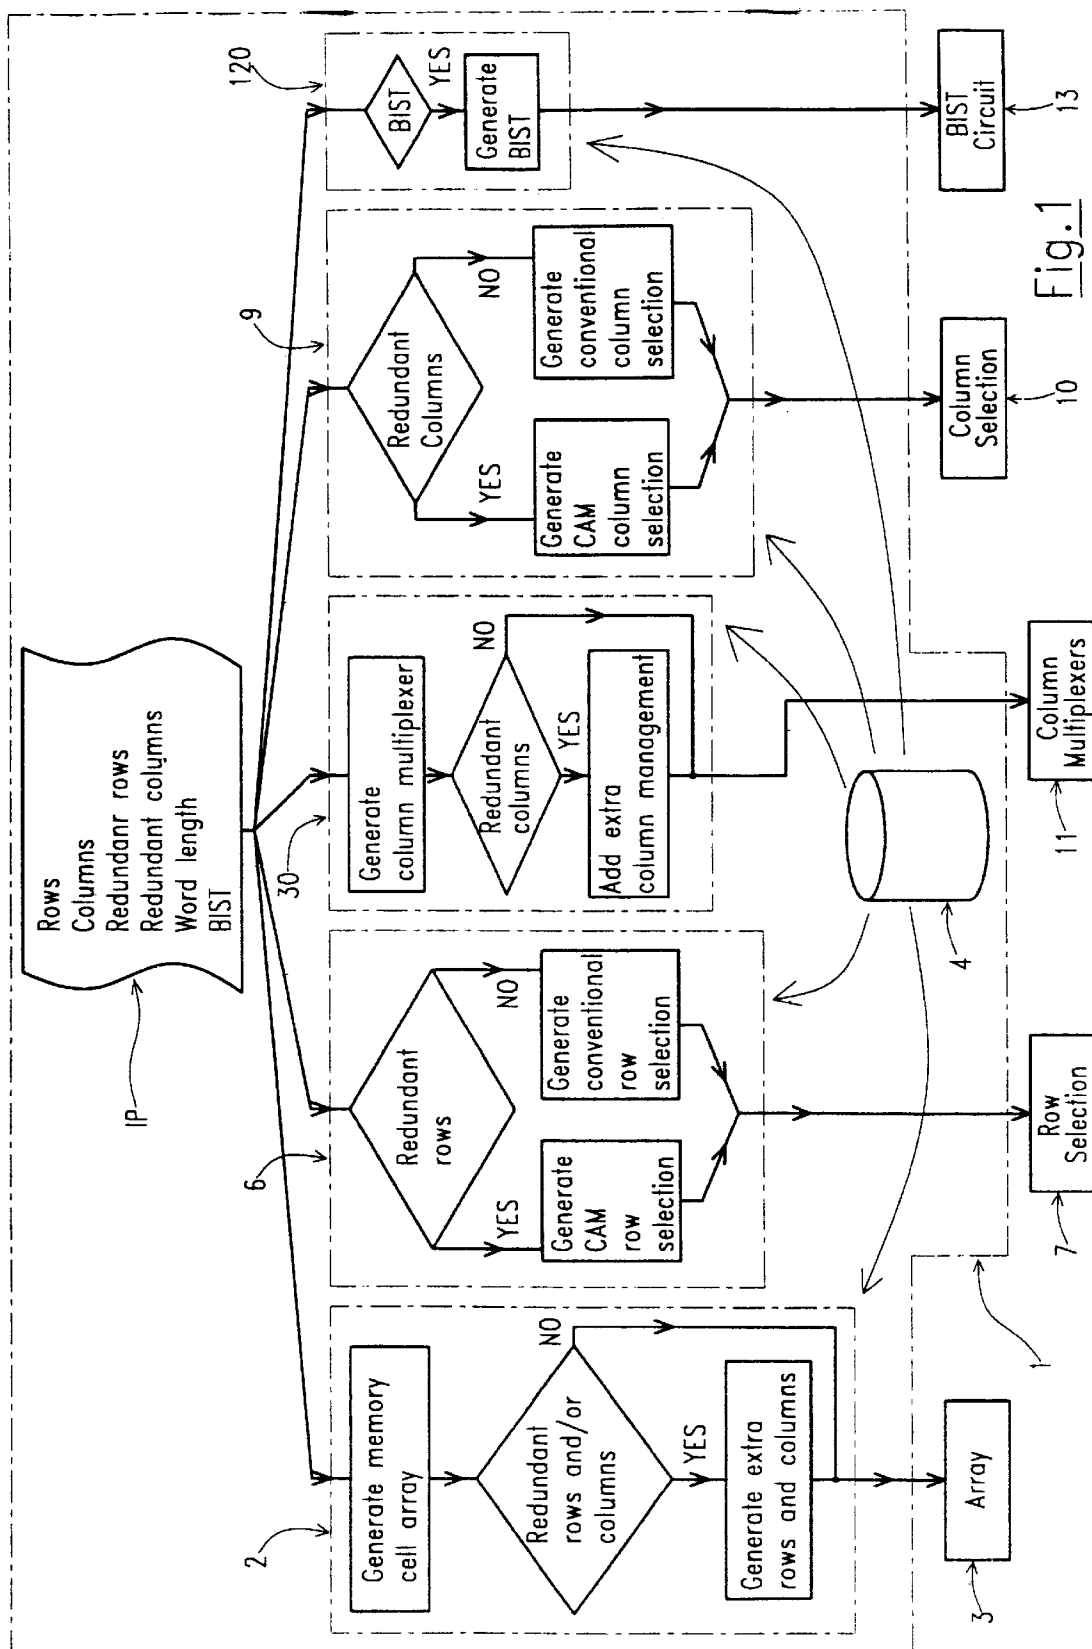 Rows
Columns
Redundanr rows
Redundant columns
Word length
BIST
IP
2
Generate memory
cell array
Redundant
rows and/or
columns
NO
YES
Generate extra
rows and columns
Array
3
6
Redundant
rows
YES
NO
Generate
CAM
row
selection
Generate
conventional
row
selection
Row
Selection
7
30
Generate
column multiplexer
Redundant
columns
NO
YES
Add extra
column management
Column
Multiplexers
11
9
Redundant
Columns
YES
NO
Generate
CAM
column
selection
Generate
conventional
column
selection
Column
Selection
10
120
BIST
YES
Generate
BIST
BIST
Circuit
13
4
1
Fig.1